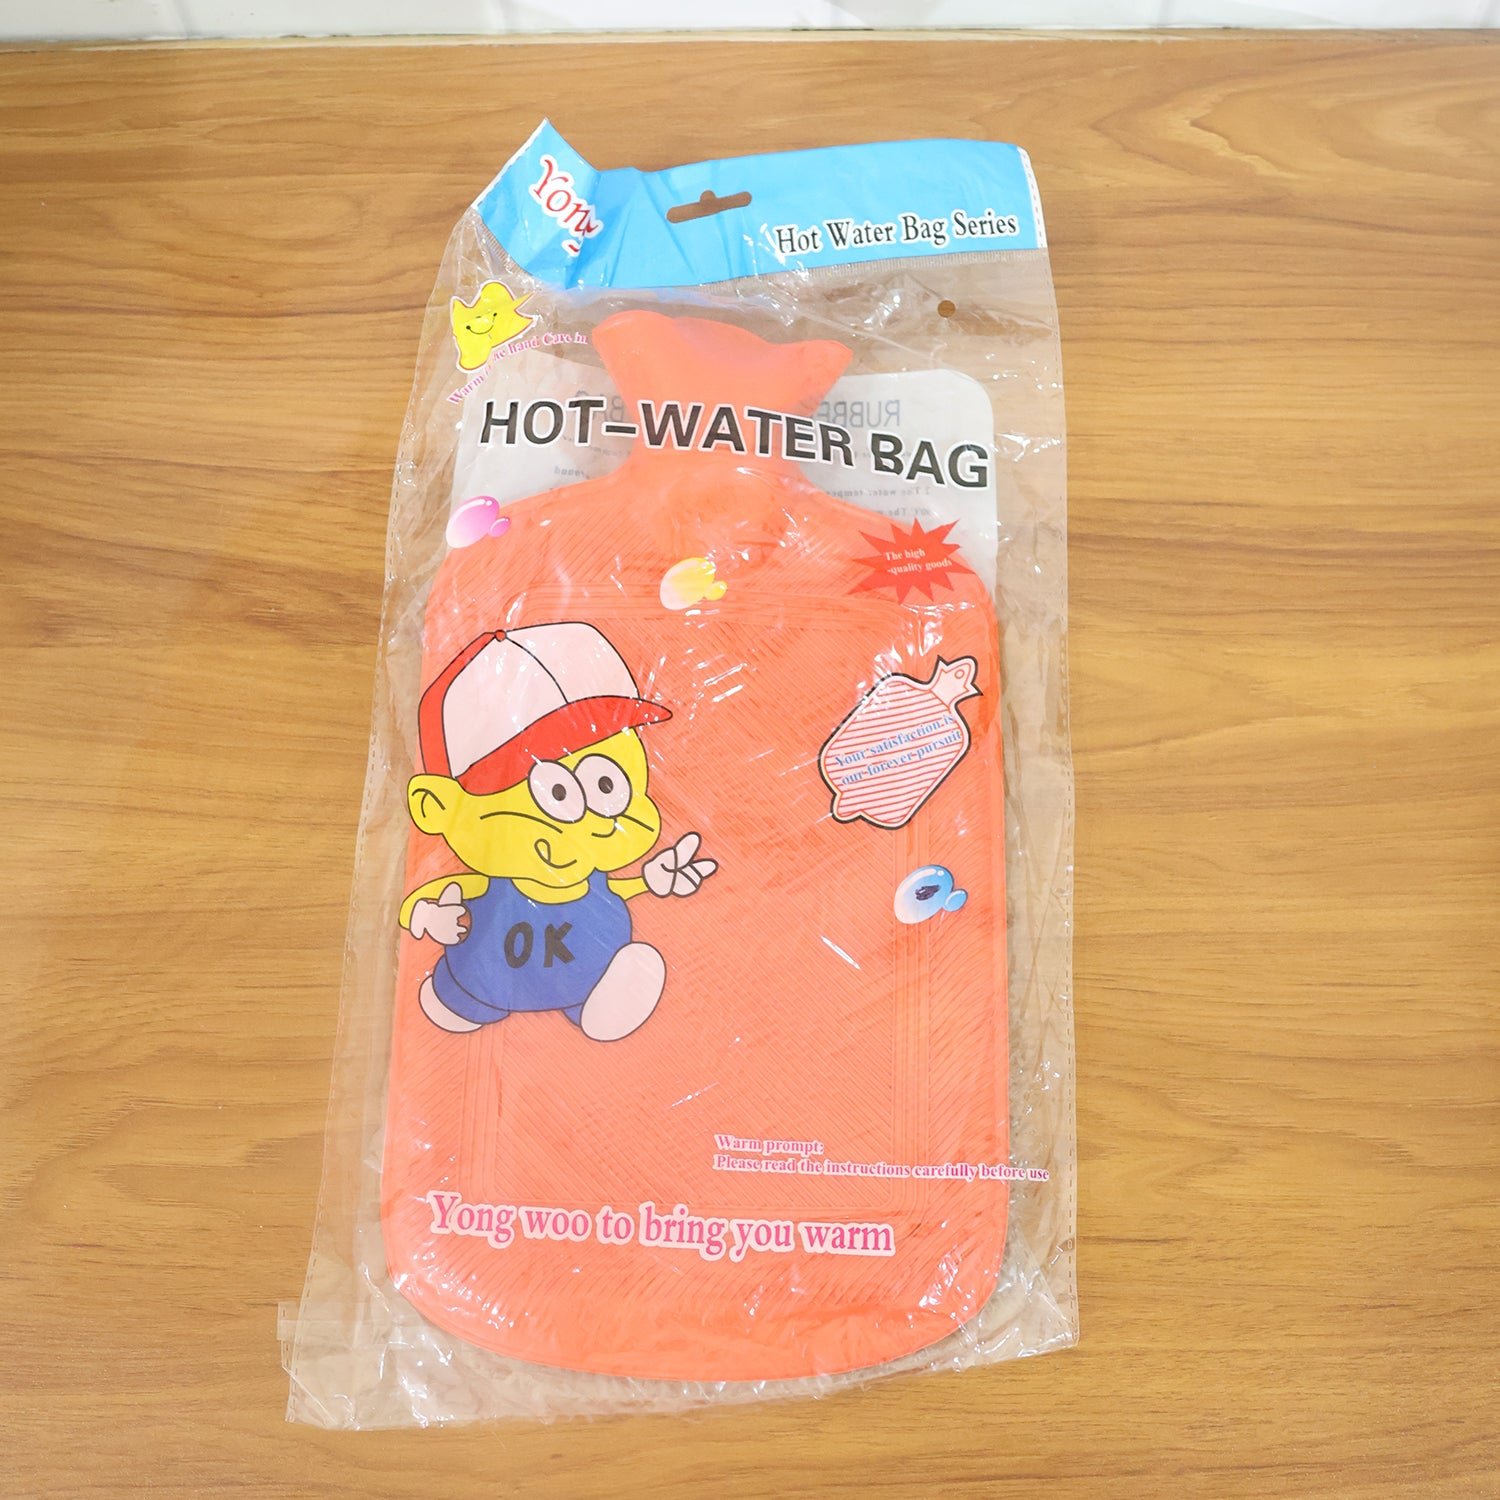 Yong
Hot Water Bag Series
HOT-WATER BAG
The high
quality goods
Your satisfaction is
our forever pursuit
OK
Warm prompt:
Please read the instructions carefully before use
Yong woo to bring you warm